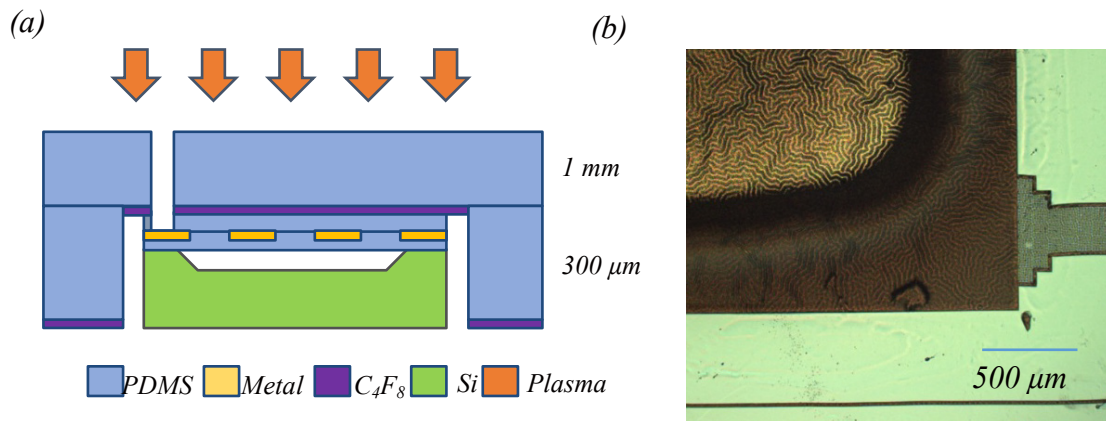 (a)
(b)
1 mm
300 μm
PDMS
Metal
C₄F₈
Si
Plasma
500 μm